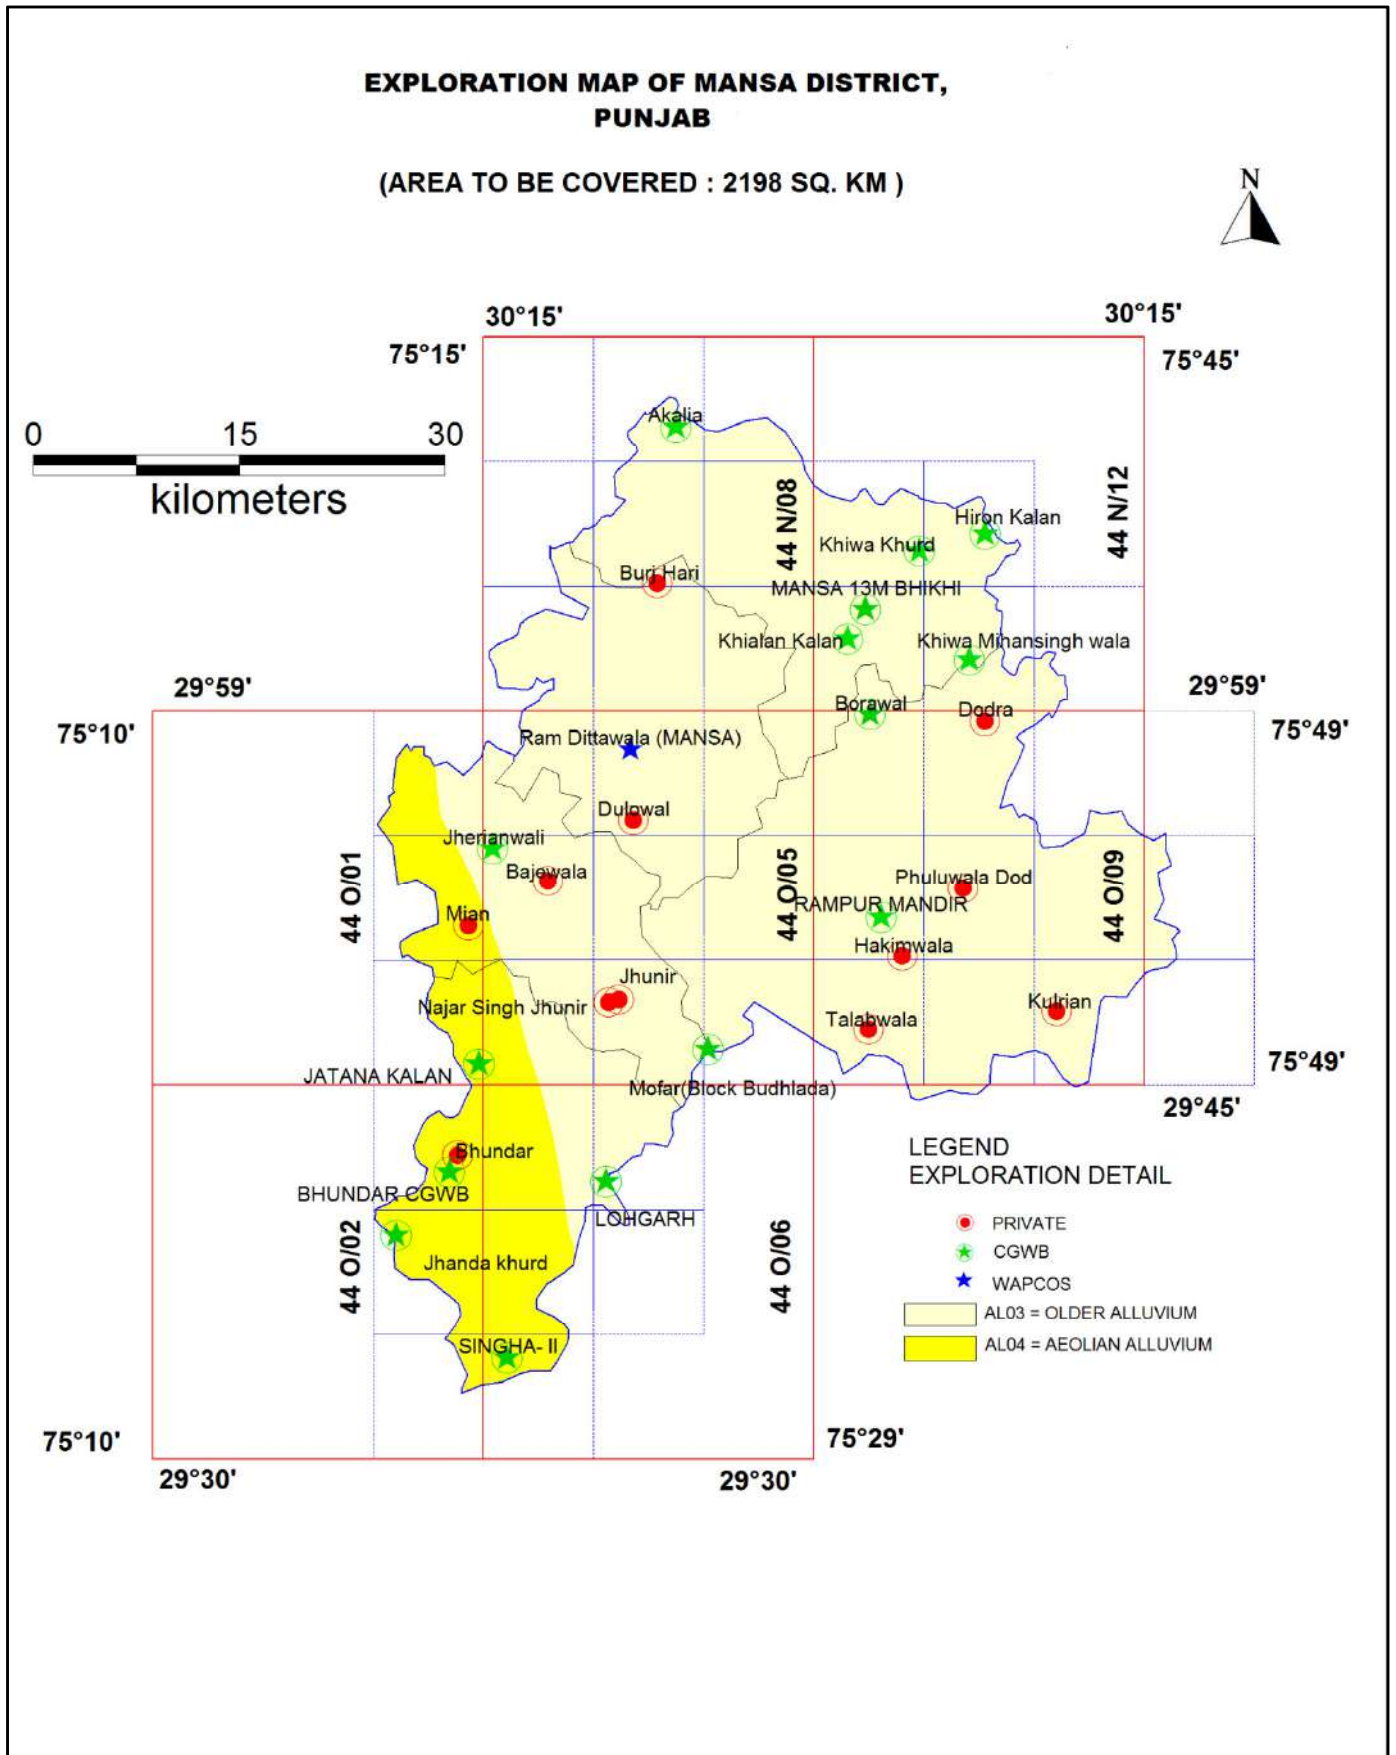 EXPLORATION MAP OF MANSA DISTRICT,
PUNJAB
(AREA TO BE COVERED : 2198 SQ. KM )
N
30°15'
30°15'
75°15'
75°45'
0 15 30
kilometers
Akalia
44 N/08
44 N/12
Hiron Kalan
Khiwa Khurd
Burj Hari
MANSA 13M BHIKHI
Khialan Kalan
Khiwa Mihansingh wala
29°59'
29°59'
75°10'
75°49'
Borawal
Dodra
Ram Dittawala (MANSA)
Dulowal
Jherianwali
Bajewala
44 O/01
44 O/05
44 O/09
Phuluwala Dod
RAMPUR MANDIR
Mian
Hakimwala
Jhunir
Najar Singh Jhunir
Kulrian
Talabwala
JATANA KALAN
Mofar(Block Budhlada)
75°49'
29°45'
Bhundar
BHUNDAR CGWB
LOHGARH
Jhanda khurd
44 O/02
44 O/06
SINGHA- II
LEGEND
EXPLORATION DETAIL
PRIVATE
CGWB
WAPCOS
AL03 = OLDER ALLUVIUM
AL04 = AEOLIAN ALLUVIUM
75°10'
75°29'
29°30'
29°30'